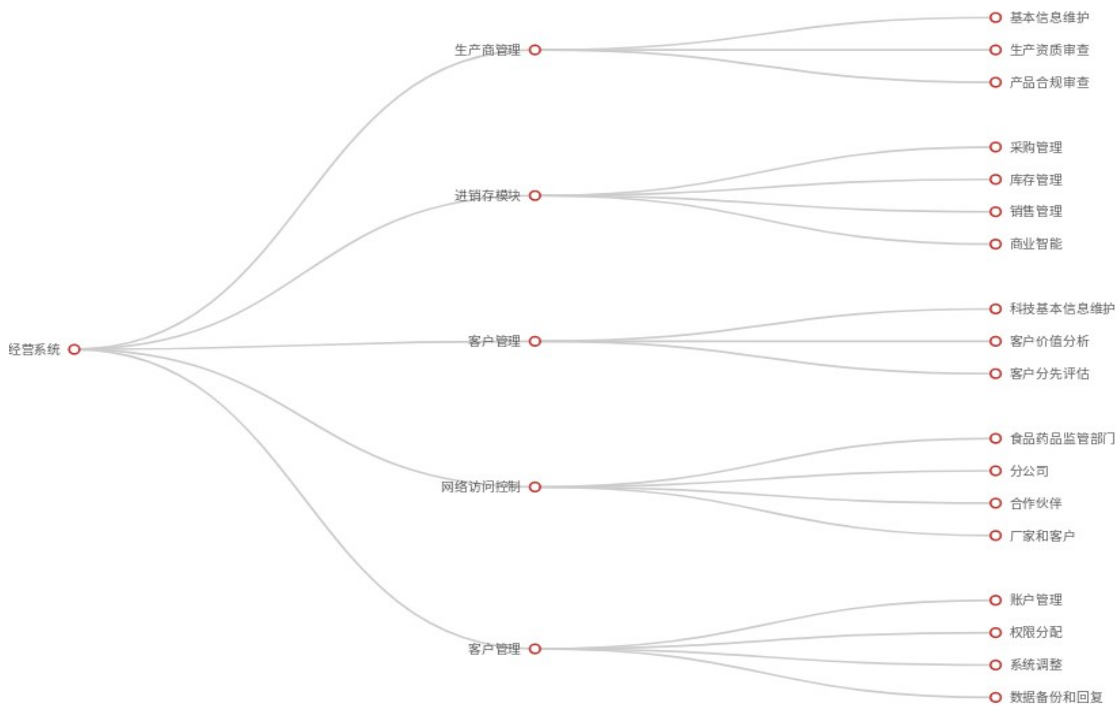 经营系统
生产商管理
基本信息维护
生产资质审查
产品合规审查
进销存模块
采购管理
库存管理
销售管理
商业智能
客户管理
科技基本信息维护
客户价值分析
客户分先评估
网络访问控制
食品药品监管部门
分公司
合作伙伴
厂家和客户
客户管理
账户管理
权限分配
系统调整
数据备份和回复